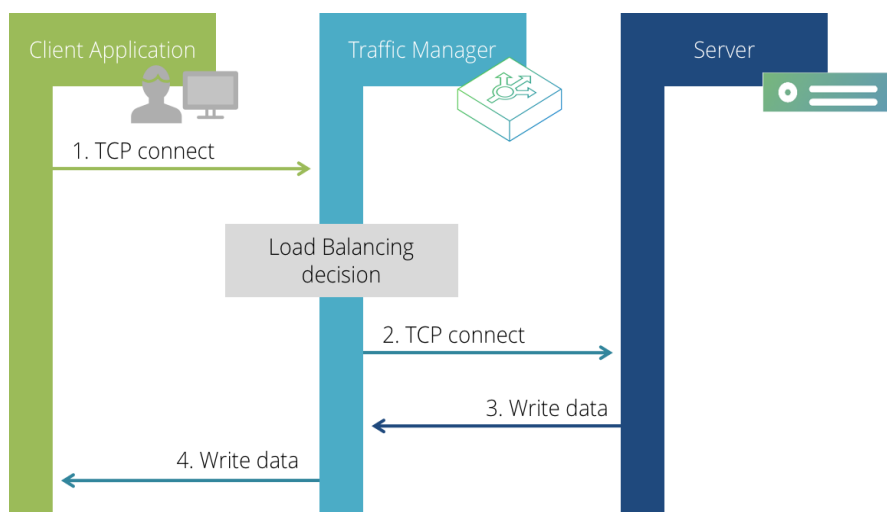 Client Application
Traffic Manager
Server
1. TCP connect
Load Balancing
decision
2. TCP connect
3. Write data
4. Write data